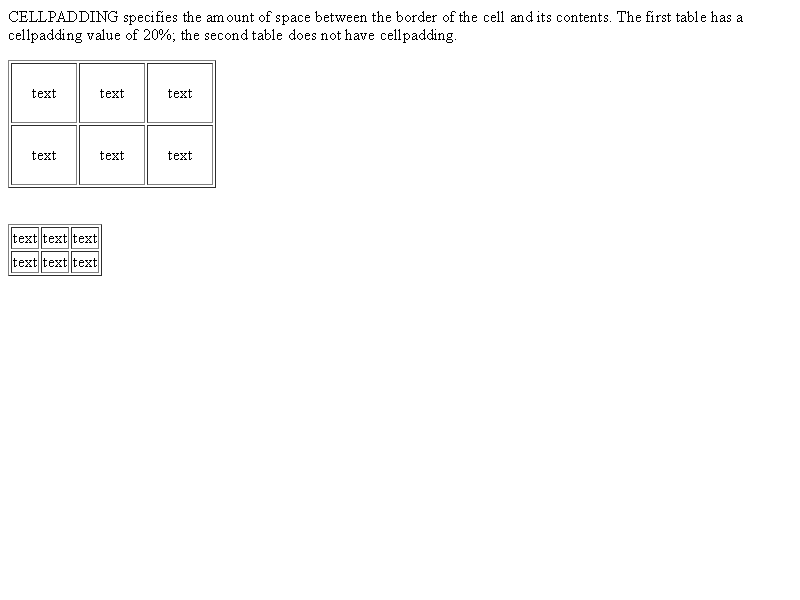 CELLPADDING specifies the amount of space between the border of the cell and its contents. The first table has a
cellpadding value of 20%; the second table does not have cellpadding.
text text text
text text text
text text text
text text text